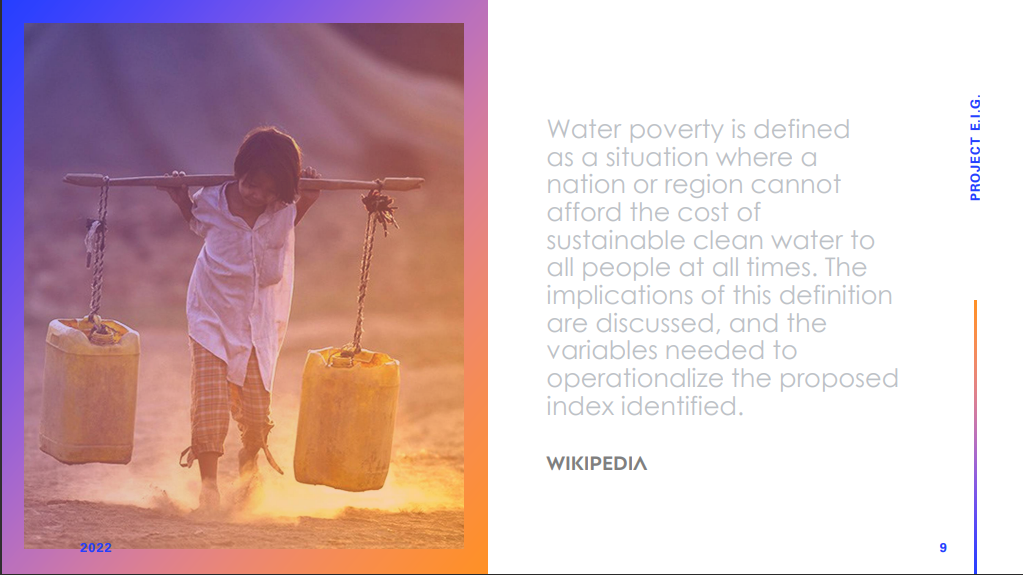 Water poverty is defined
as a situation where a
nation or region cannot
afford the cost of
sustainable clean water to
all people at all times. The
implications of this definition
are discussed, and the
variables needed to
operationalize the proposed
index identified.
WIKIPEDIA
PROJECT E.I.G.
2022
9